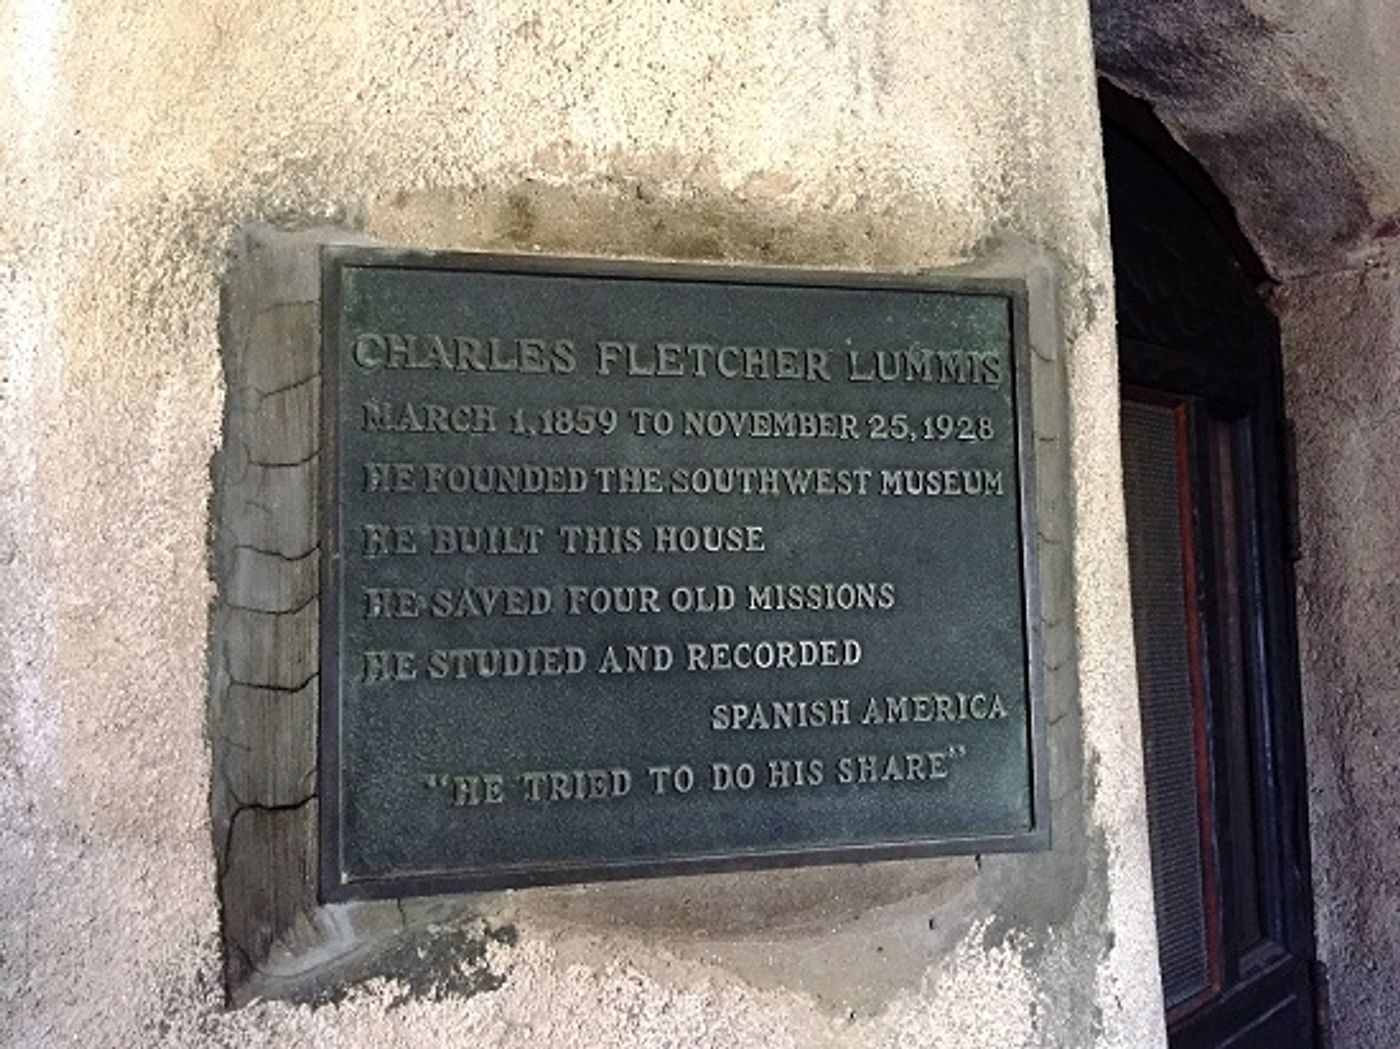 CHARLES FLETCHER LUMMIS
MARCH 1, 1859 TO NOVEMBER 25, 1928
HE FOUNDED THE SOUTHWEST MUSEUM
HE BUILT THIS HOUSE
HE SAVED FOUR OLD MISSIONS
HE STUDIED AND RECORDED
SPANISH AMERICA
"HE TRIED TO DO HIS SHARE"